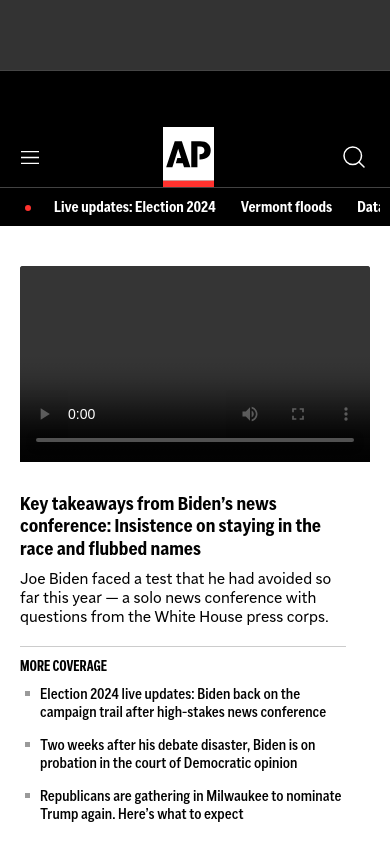 AP
Live updates: Election 2024 Vermont floods Data
0:00
Key takeaways from Biden’s news
conference: Insistence on staying in the
race and flubbed names
Joe Biden faced a test that he had avoided so
far this year — a solo news conference with
questions from the White House press corps.
MORE COVERAGE
Election 2024 live updates: Biden back on the
campaign trail after high-stakes news conference
Two weeks after his debate disaster, Biden is on
probation in the court of Democratic opinion
Republicans are gathering in Milwaukee to nominate
Trump again. Here’s what to expect